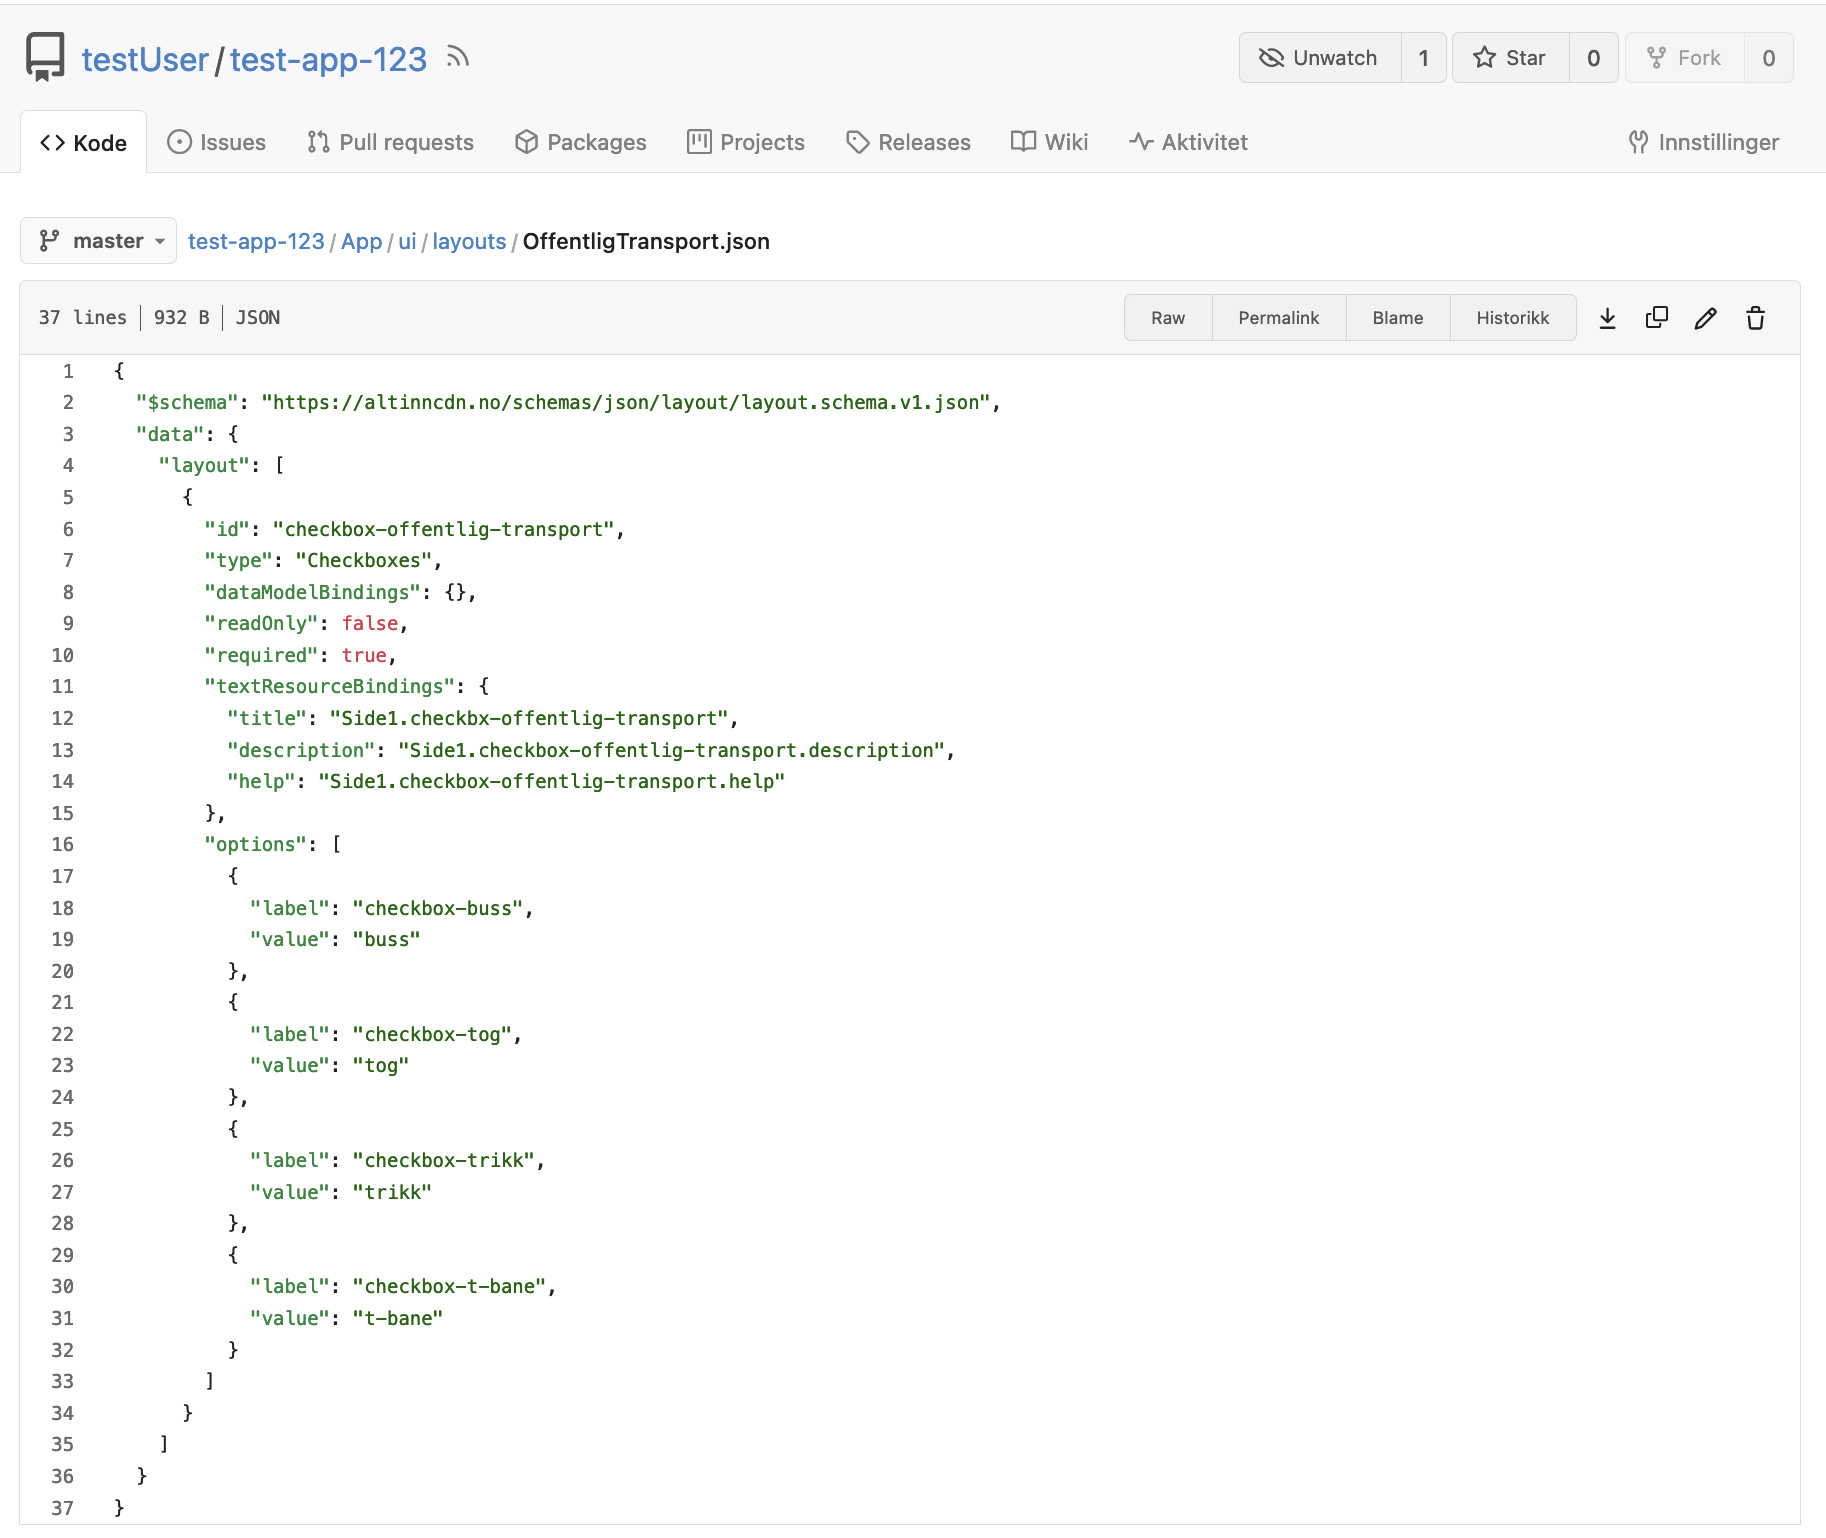 testUser / test-app-123
Unwatch 1 Star 0 Fork 0
Kode Issues Pull requests Packages Projects Releases Wiki Aktivitet Innstillinger
master test-app-123 / App / ui / layouts / OffentligTransport.json
37 lines 932 B JSON Raw Permalink Blame Historikk
1 {
2   "$schema": "https://altinncdn.no/schemas/json/layout/layout.schema.v1.json",
3   "data": {
4     "layout": [
5       {
6         "id": "checkbox-offentlig-transport",
7         "type": "Checkboxes",
8         "dataModelBindings": {},
9         "readOnly": false,
10         "required": true,
11         "textResourceBindings": {
12           "title": "Side1.checkbx-offentlig-transport",
13           "description": "Side1.checkbox-offentlig-transport.description",
14           "help": "Side1.checkbox-offentlig-transport.help"
15         },
16         "options": [
17           {
18             "label": "checkbox-buss",
19             "value": "buss"
20           },
21           {
22             "label": "checkbox-tog",
23             "value": "tog"
24           },
25           {
26             "label": "checkbox-trikk",
27             "value": "trikk"
28           },
29           {
30             "label": "checkbox-t-bane",
31             "value": "t-bane"
32           }
33         ]
34       }
35     ]
36   }
37 }